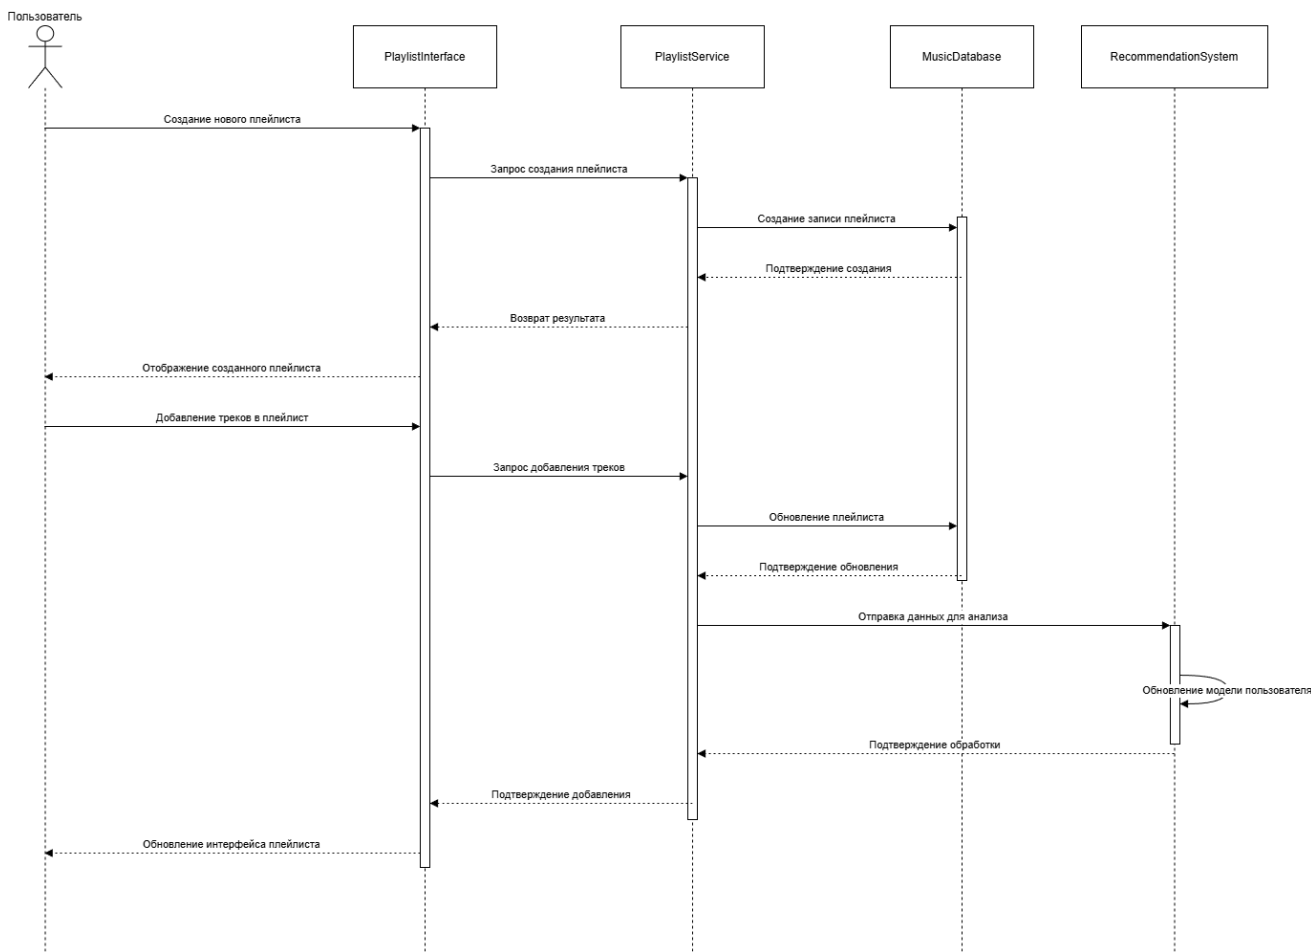 Пользователь
PlaylistInterface
PlaylistService
MusicDatabase
RecommendationSystem
Создание нового плейлиста
Запрос создания плейлиста
Создание записи плейлиста
Подтверждение создания
Возврат результата
Отображение созданного плейлиста
Добавление треков в плейлист
Запрос добавления треков
Обновление плейлиста
Подтверждение обновления
Отправка данных для анализа
Обновление модели пользователя
Подтверждение обработки
Подтверждение добавления
Обновление интерфейса плейлиста